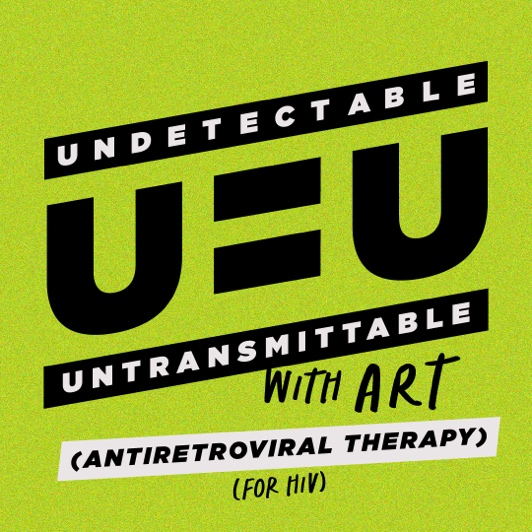 UNDETECTABLE
U=U
UNTRANSMITTABLE
WITH ART
(ANTIRETROVIRAL THERAPY)
(FOR HIV)